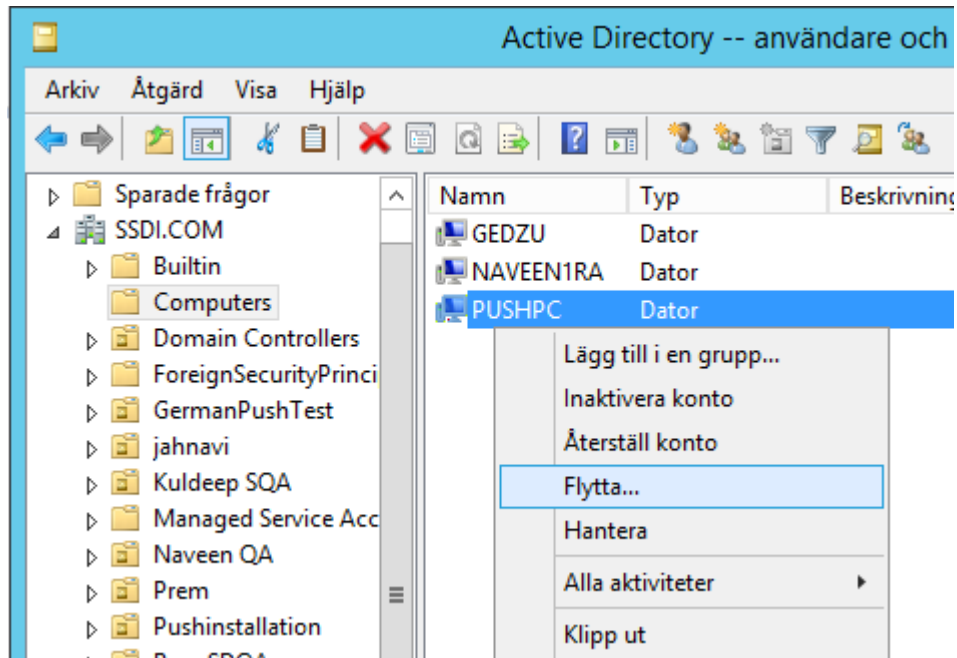 Active Directory -- användare och
Arkiv Åtgärd Visa Hjälp
Sparade frågor
SSDI.COM
Builtin
Computers
Domain Controllers
ForeignSecurityPrinci
GermanPushTest
jahnavi
Kuldeep SQA
Managed Service Acc
Naveen QA
Prem
Pushinstallation
Namn Typ Beskrivning
GEDZU Dator
NAVEEN1RA Dator
PUSHPC Dator
Lägg till i en grupp...
Inaktivera konto
Återställ konto
Flytta...
Hantera
Alla aktiviteter
Klipp ut